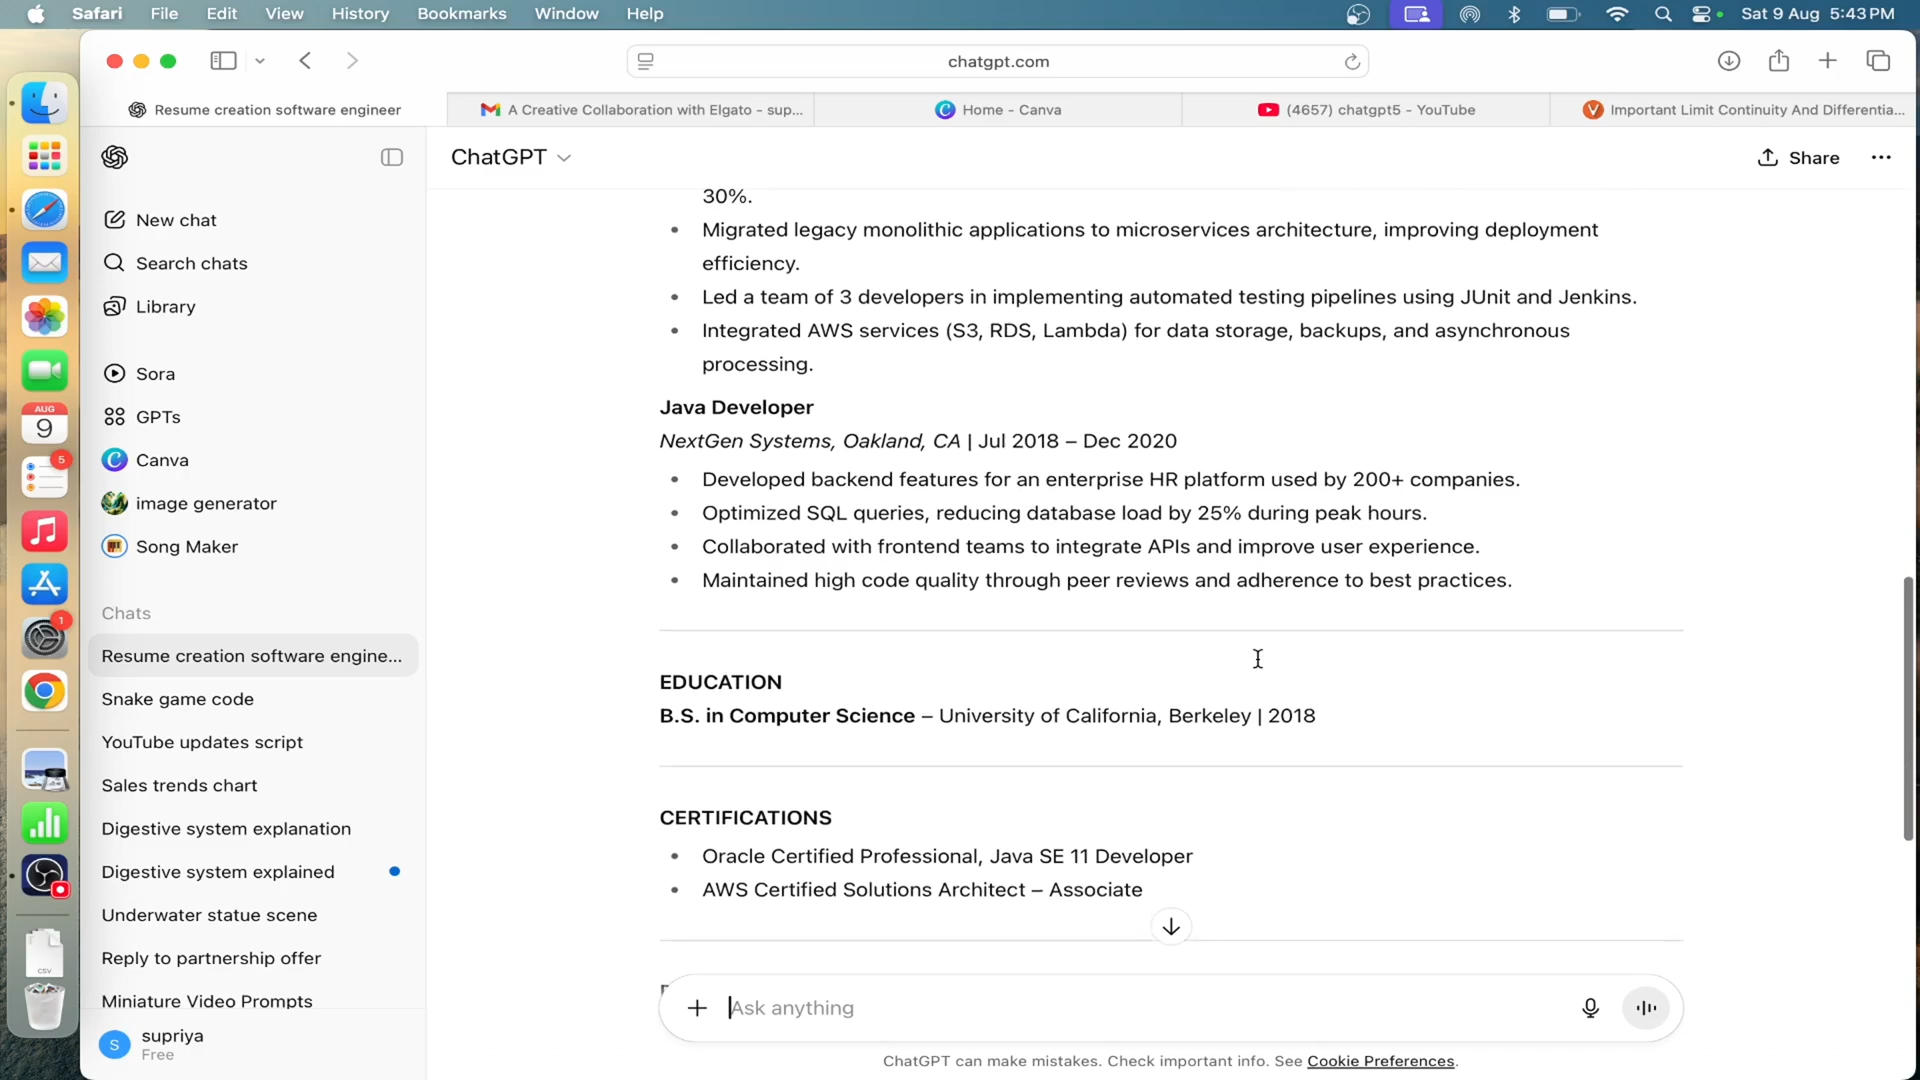 Safari File Edit View History Bookmarks Window Help Sat 9 Aug 5:43 PM
chatgpt.com
Resume creation software engineer
A Creative Collaboration with Elgato - sup...
Home - Canva
(4657) chatgpt5 - YouTube
Important Limit Continuity And Differentia...
ChatGPT
Share
New chat
Search chats
Library
Sora
GPTs
Canva
image generator
Song Maker
Chats
Resume creation software engine...
Snake game code
YouTube updates script
Sales trends chart
Digestive system explanation
Digestive system explained
Underwater statue scene
Reply to partnership offer
Miniature Video Prompts
S
supriya
Free
AUG
9
5
1
CSV
30%.
• Migrated legacy monolithic applications to microservices architecture, improving deployment
efficiency.
• Led a team of 3 developers in implementing automated testing pipelines using JUnit and Jenkins.
• Integrated AWS services (S3, RDS, Lambda) for data storage, backups, and asynchronous
processing.
Java Developer
NextGen Systems, Oakland, CA | Jul 2018 – Dec 2020
• Developed backend features for an enterprise HR platform used by 200+ companies.
• Optimized SQL queries, reducing database load by 25% during peak hours.
• Collaborated with frontend teams to integrate APIs and improve user experience.
• Maintained high code quality through peer reviews and adherence to best practices.
EDUCATION
B.S. in Computer Science – University of California, Berkeley | 2018
CERTIFICATIONS
• Oracle Certified Professional, Java SE 11 Developer
• AWS Certified Solutions Architect – Associate
Ask anything
ChatGPT can make mistakes. Check important info. See Cookie Preferences.